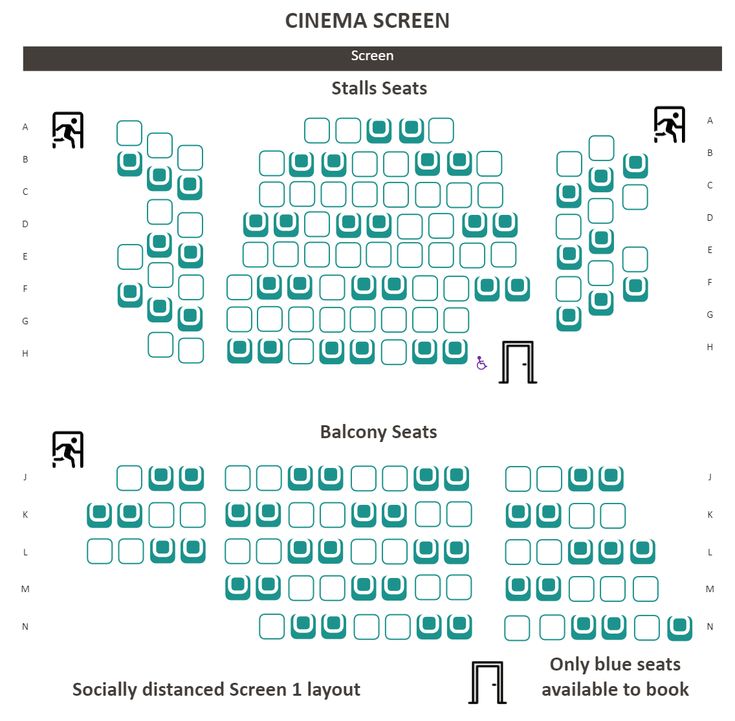 CINEMA SCREEN
Screen
Stalls Seats
A A
B B
C C
D D
E E
F F
G G
H H
Balcony Seats
J J
K K
L L
M M
N N
Socially distanced Screen 1 layout
Only blue seats
available to book